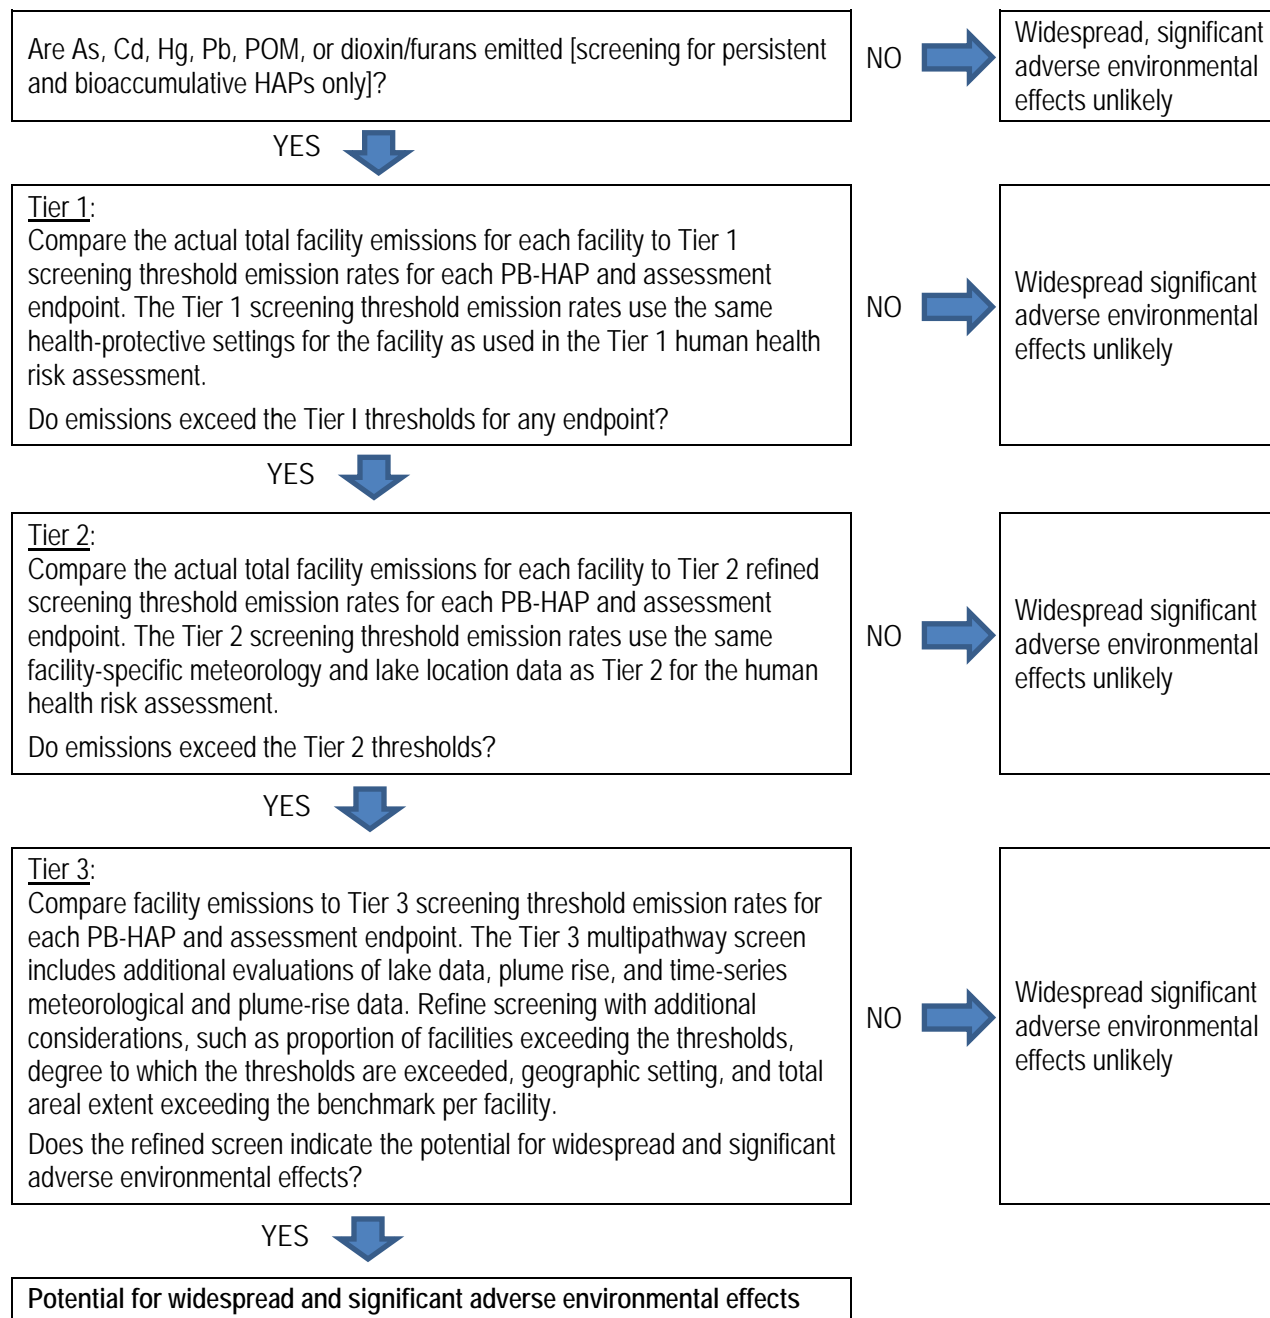 Are As, Cd, Hg, Pb, POM, or dioxin/furans emitted [screening for persistent
and bioaccumulative HAPs only]?
NO
Widespread, significant
adverse environmental
effects unlikely
YES
Tier 1:
Compare the actual total facility emissions for each facility to Tier 1
screening threshold emission rates for each PB-HAP and assessment
endpoint. The Tier 1 screening threshold emission rates use the same
health-protective settings for the facility as used in the Tier 1 human health
risk assessment.
Do emissions exceed the Tier I thresholds for any endpoint?
NO
Widespread significant
adverse environmental
effects unlikely
YES
Tier 2:
Compare the actual total facility emissions for each facility to Tier 2 refined
screening threshold emission rates for each PB-HAP and assessment
endpoint. The Tier 2 screening threshold emission rates use the same
facility-specific meteorology and lake location data as Tier 2 for the human
health risk assessment.
Do emissions exceed the Tier 2 thresholds?
NO
Widespread significant
adverse environmental
effects unlikely
YES
Tier 3:
Compare facility emissions to Tier 3 screening threshold emission rates for
each PB-HAP and assessment endpoint. The Tier 3 multipathway screen
includes additional evaluations of lake data, plume rise, and time-series
meteorological and plume-rise data. Refine screening with additional
considerations, such as proportion of facilities exceeding the thresholds,
degree to which the thresholds are exceeded, geographic setting, and total
areal extent exceeding the benchmark per facility.
Does the refined screen indicate the potential for widespread and significant
adverse environmental effects?
NO
Widespread significant
adverse environmental
effects unlikely
YES
Potential for widespread and significant adverse environmental effects